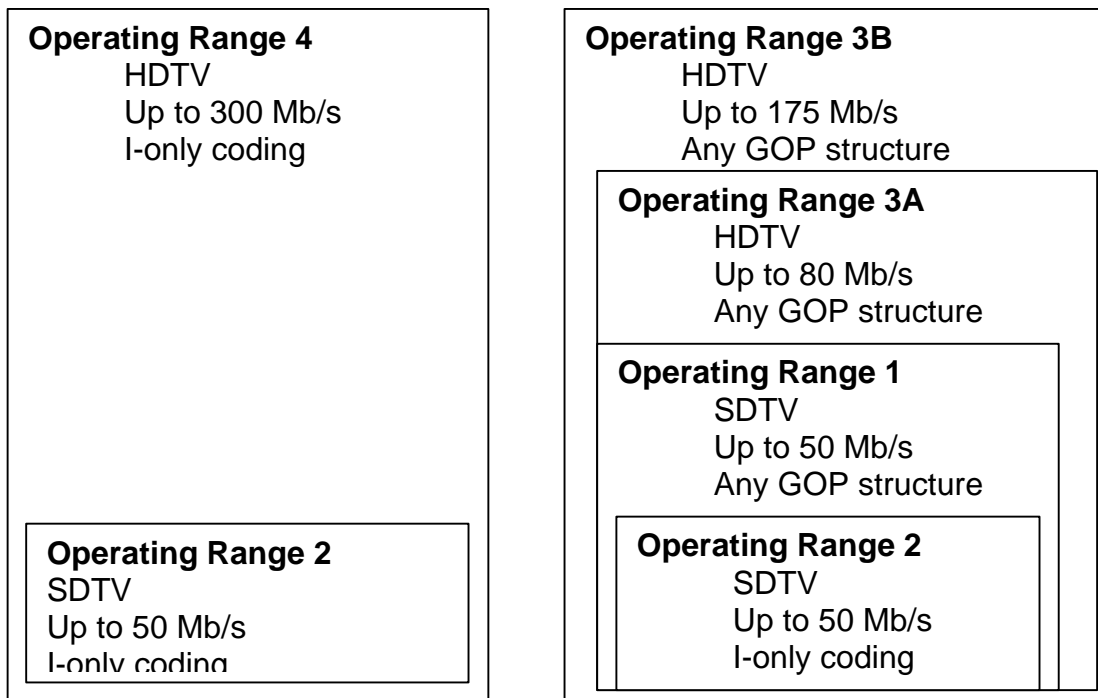 Operating Range 4
HDTV
Up to 300 Mb/s
I-only coding
Operating Range 2
SDTV
Up to 50 Mb/s
I-only coding
Operating Range 3B
HDTV
Up to 175 Mb/s
Any GOP structure
Operating Range 3A
HDTV
Up to 80 Mb/s
Any GOP structure
Operating Range 1
SDTV
Up to 50 Mb/s
Any GOP structure
Operating Range 2
SDTV
Up to 50 Mb/s
I-only coding